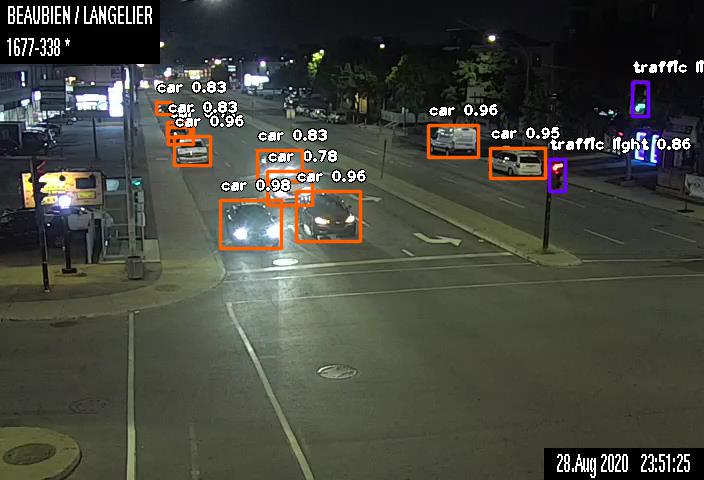 BEAUBIEN / LANGELIER
1677-338 *
traffic li
car 0.83
car 0.83
car 0.96
car 0.96
car 0.95
car 0.83
traffic light 0.86
car 0.78
car 0.98
car 0.96
28.Aug 2020 23:51:25